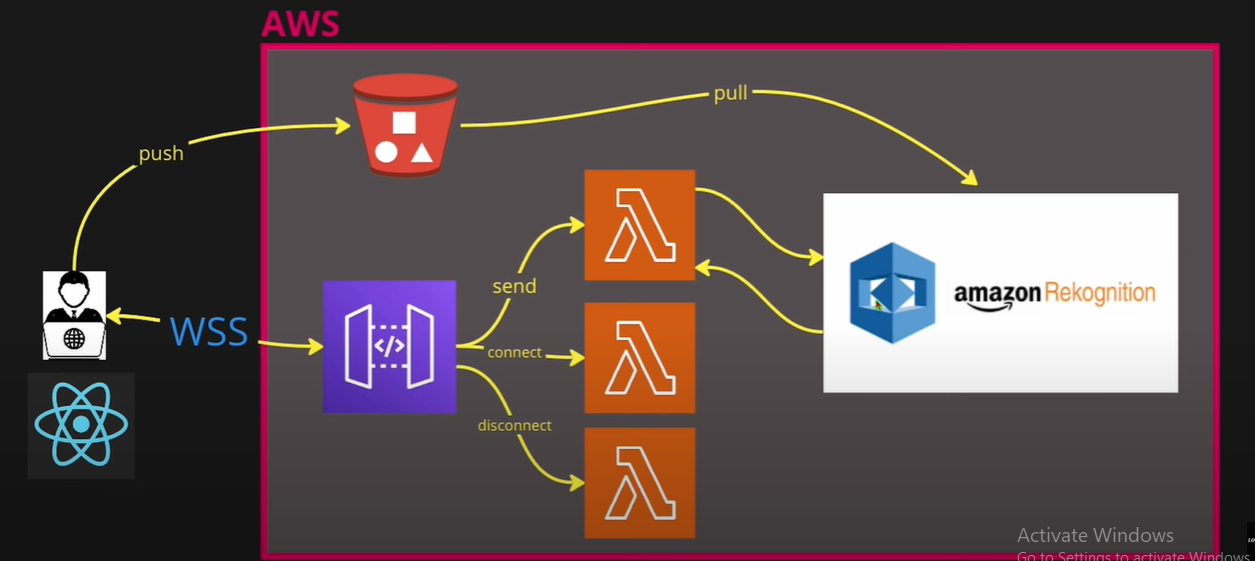 AWS
pull
push
send
WSS
</>
connect
disconnect
amazon Rekognition
Activate Windows
Go to Settings to activate Windows